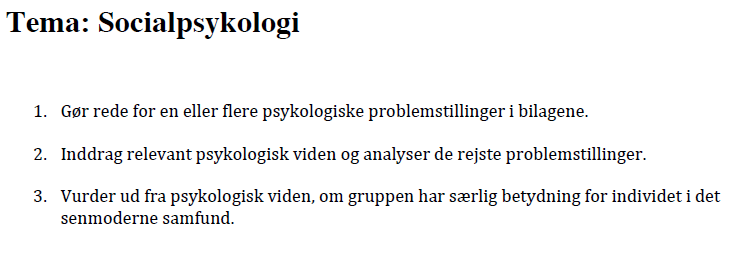 Tema: Socialpsykologi
1. Gør rede for en eller flere psykologiske problemstillinger i bilagene.
2. Inddrag relevant psykologisk viden og analyser de rejste problemstillinger.
3. Vurder ud fra psykologisk viden, om gruppen har særlig betydning for individet i det
senmoderne samfund.